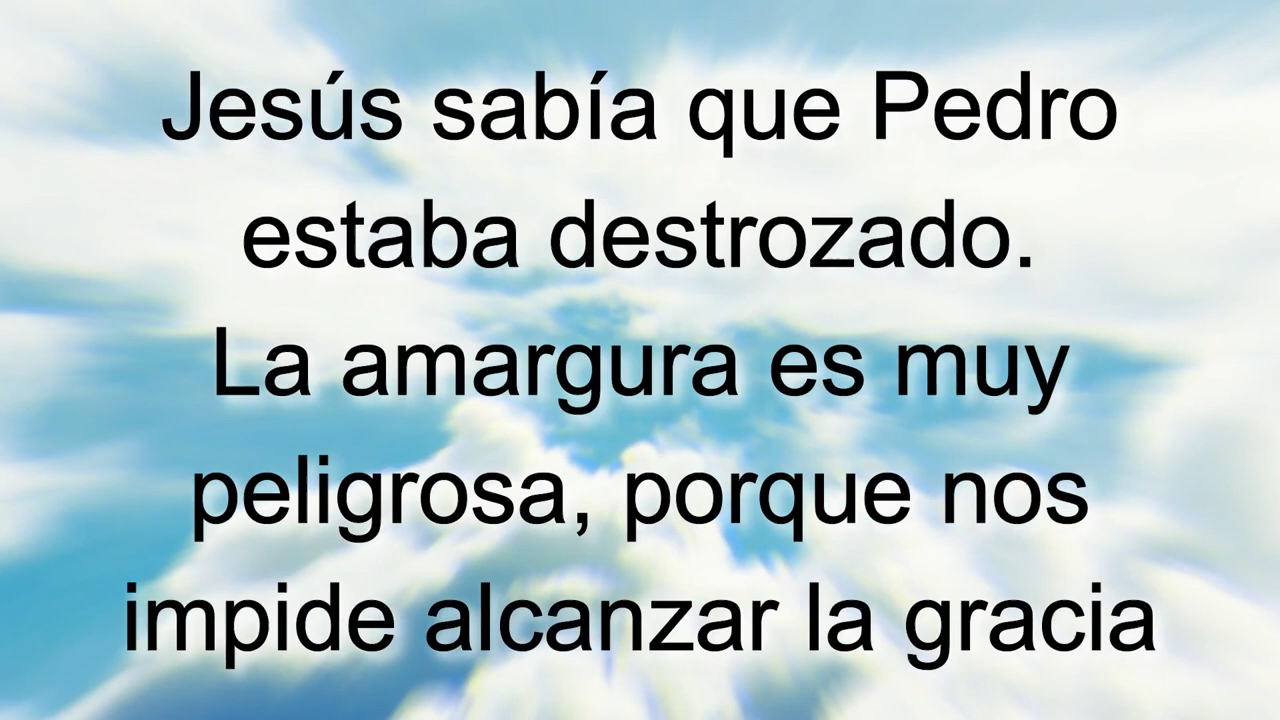 Jesús sabía que Pedro
estaba destrozado.
La amargura es muy
peligrosa, porque nos
impide alcanzar la gracia